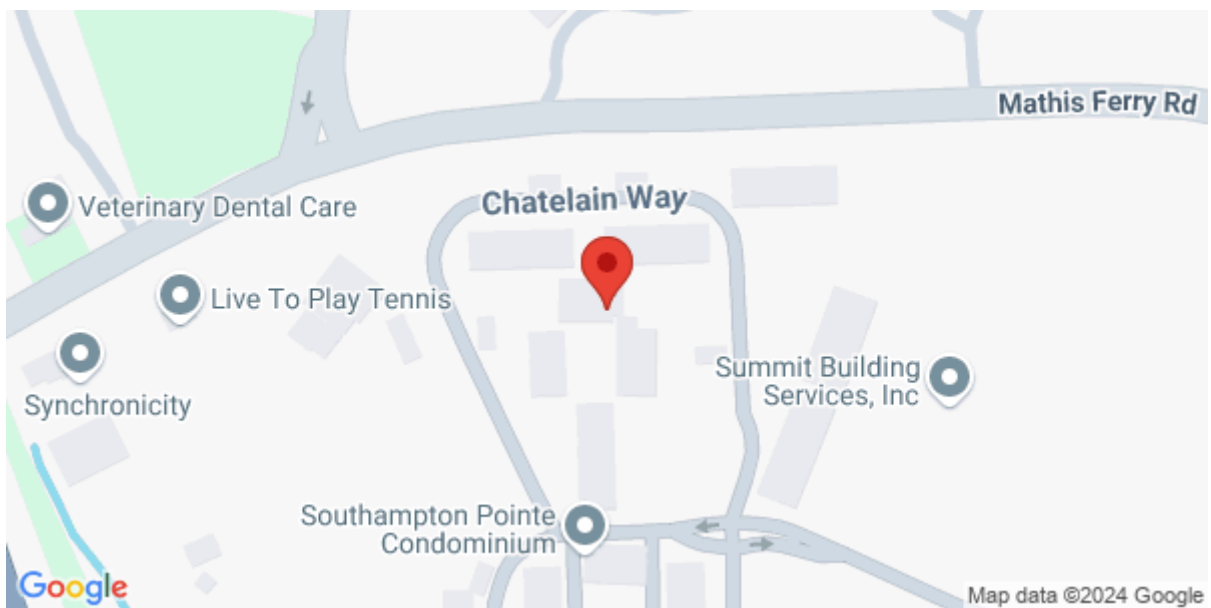 Mathis Ferry Rd
Chatelain Way
Veterinary Dental Care
Live To Play Tennis
Synchronicity
Summit Building
Services, Inc
Southampton Pointe
Condominium
Google
Map data ©2024 Google